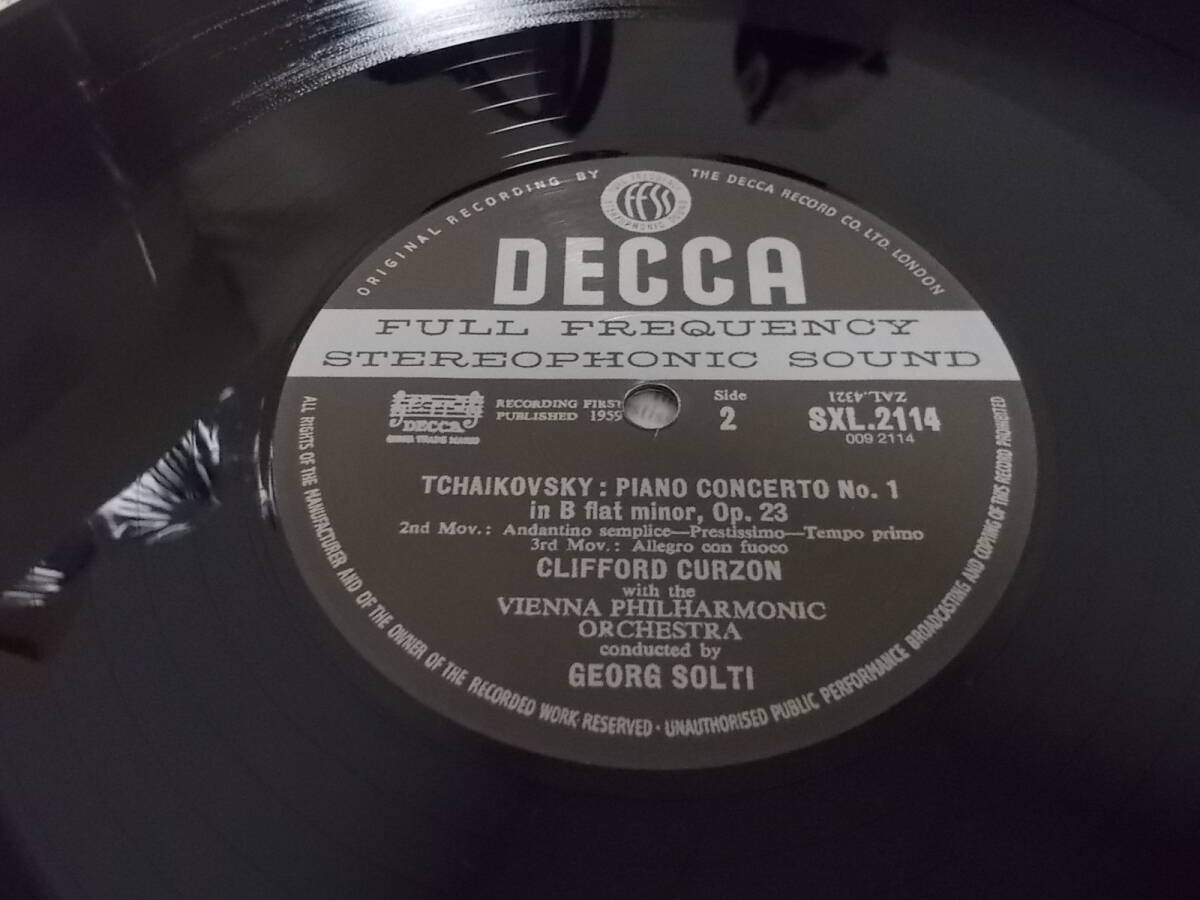 ORIGINAL RECORDING BY THE DECCA RECORD CO. LTD. LONDON
FFSS
DECCA
FULL FREQUENCY
STEREOPHONIC SOUND
DECCA
RECORDING FIRST
PUBLISHED 1959
Side
2
ZAL.4321
SXL.2114
009 2114
TCHAIKOVSKY: PIANO CONCERTO No. 1
in B flat minor, Op. 23
2nd Mov.: Andantino semplice—Prestissimo—Tempo primo
3rd Mov.: Allegro con fuoco
CLIFFORD CURZON
with the
VIENNA PHILHARMONIC
ORCHESTRA
conducted by
GEORG SOLTI
ALL RIGHTS OF THE MANUFACTURER AND OF THE OWNER OF THE RECORDED WORK RESERVED · UNAUTHORISED PUBLIC PERFORMANCE BROADCASTING AND COPYING OF THIS RECORD PROHIBITED